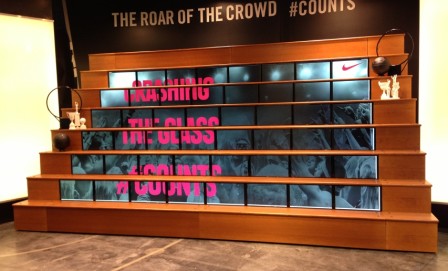 THE ROAR OF THE CROWD #COUNTS
CRASHING
THE GLASS
#COUNTS